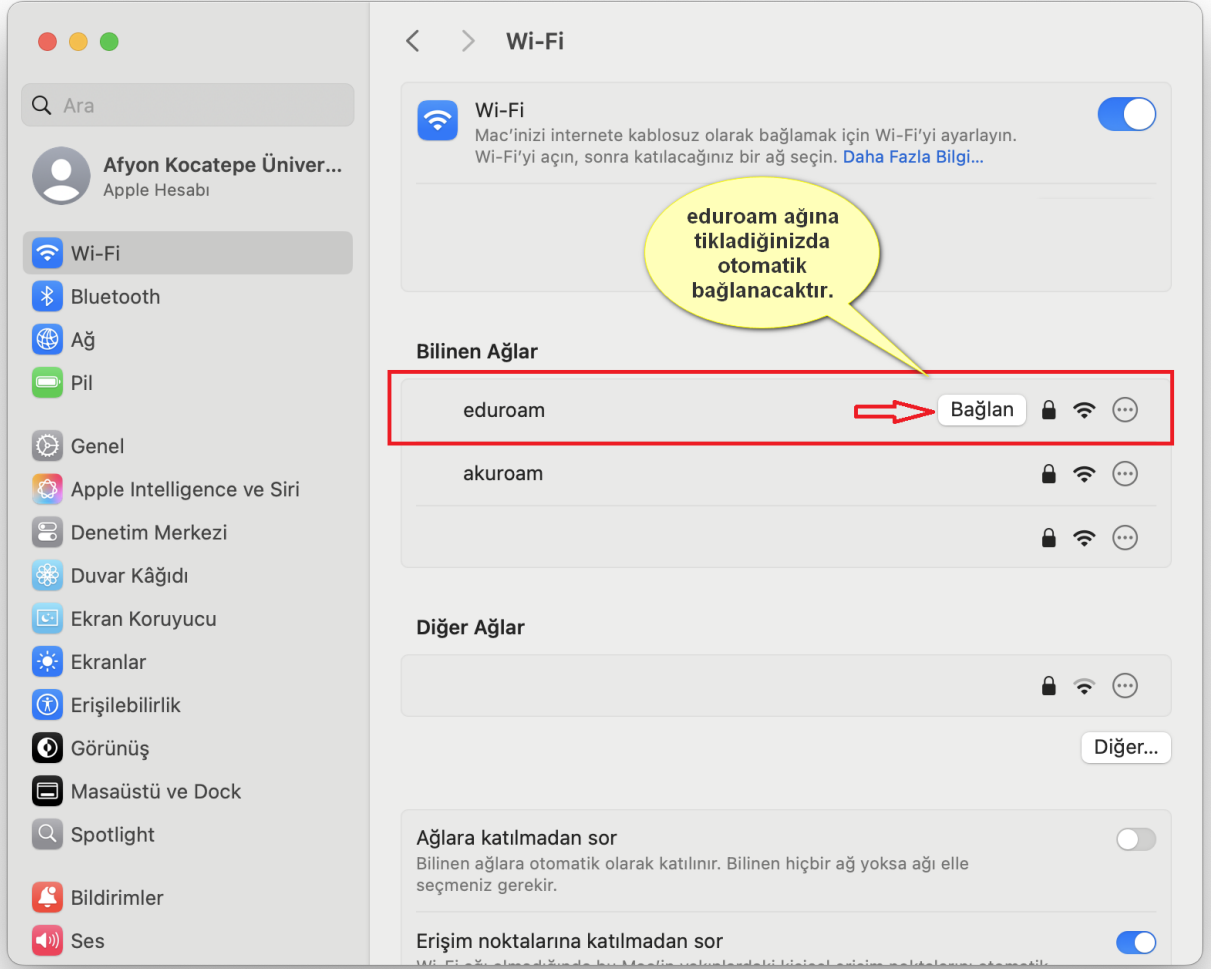 Wi-Fi
Ara
Afyon Kocatepe Üniver...
Apple Hesabı
Wi-Fi
Bluetooth
Ağ
Pil
Genel
Apple Intelligence ve Siri
Denetim Merkezi
Duvar Kâğıdı
Ekran Koruyucu
Ekranlar
Erişilebilirlik
Görünüş
Masaüstü ve Dock
Spotlight
Bildirimler
Ses
Wi-Fi
Mac'inizi internete kablosuz olarak bağlamak için Wi-Fi'yi ayarlayın.
Wi-Fi'yi açın, sonra katılacağınız bir ağ seçin. Daha Fazla Bilgi...
eduroam ağına
tikladiğinizda
otomatik
bağlanacaktır.
Bilinen Ağlar
eduroam
Bağlan
akuroam
Diğer Ağlar
Diğer...
Ağlara katılmadan sor
Bilinen ağlara otomatik olarak katılınır. Bilinen hiçbir ağ yoksa ağı elle
seçmeniz gerekir.
Erişim noktalarına katılmadan sor